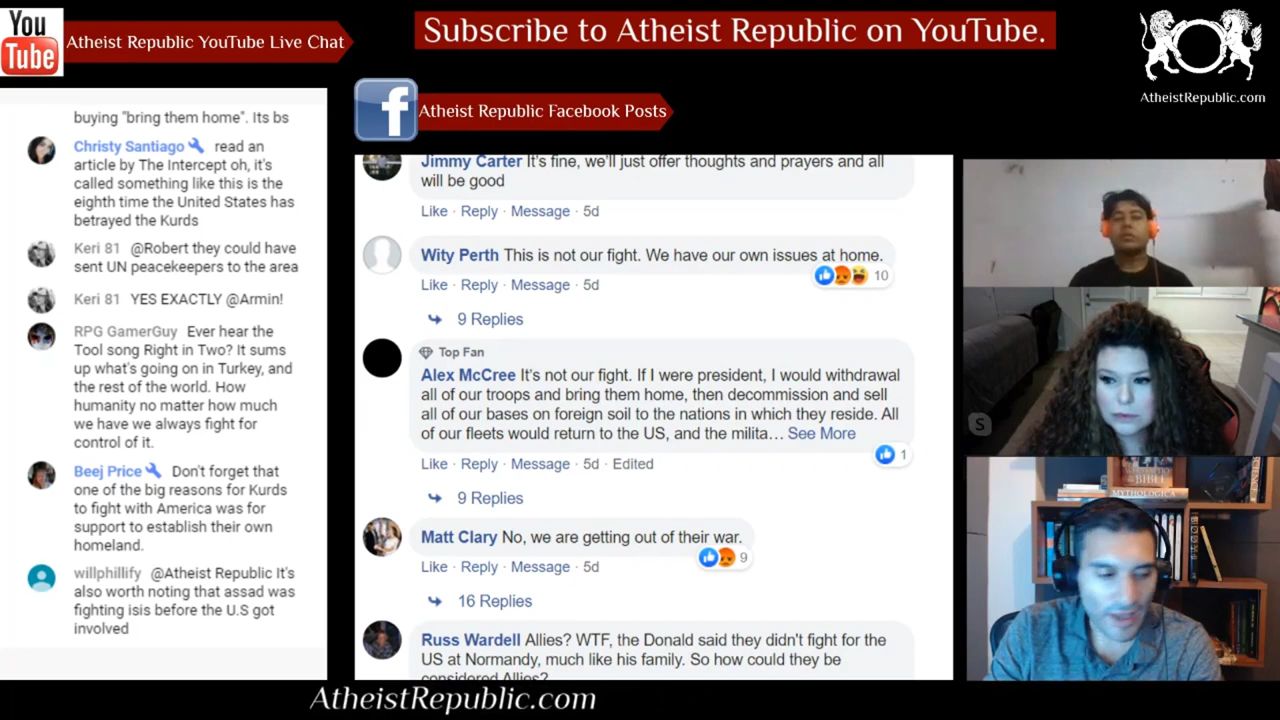 You
Tube
Atheist Republic YouTube Live Chat
Subscribe to Atheist Republic on YouTube.
AtheistRepublic.com
f
Atheist Republic Facebook Posts
buying "bring them home". Its bs
Christy Santiago read an
article by The Intercept oh, it's
called something like this is the
eighth time the United States has
betrayed the Kurds
Keri 81 @Robert they could have
sent UN peacekeepers to the area
Keri 81 YES EXACTLY @Armin!
RPG GamerGuy Ever hear the
Tool song Right in Two? It sums
up what's going on in Turkey, and
the rest of the world. How
humanity no matter how much
we have we always fight for
control of it.
Beej Price Don't forget that
one of the big reasons for Kurds
to fight with America was for
support to establish their own
homeland.
willphillify @Atheist Republic It's
also worth noting that assad was
fighting isis before the U.S got
involved
Jimmy Carter It's fine, we'll just offer thoughts and prayers and all
will be good
Like · Reply · Message · 5d
Wity Perth This is not our fight. We have our own issues at home.
10
Like · Reply · Message · 5d
9 Replies
Top Fan
Alex McCree It's not our fight. If I were president, I would withdrawal
all of our troops and bring them home, then decommission and sell
all of our bases on foreign soil to the nations in which they reside. All
of our fleets would return to the US, and the milita… See More
1
Like · Reply · Message · 5d · Edited
9 Replies
Matt Clary No, we are getting out of their war.
9
Like · Reply · Message · 5d
16 Replies
Russ Wardell Allies? WTF, the Donald said they didn't fight for the
US at Normandy, much like his family. So how could they be
considered Allies?
S
BIBLE
MYTHOLOGICA
AtheistRepublic.com